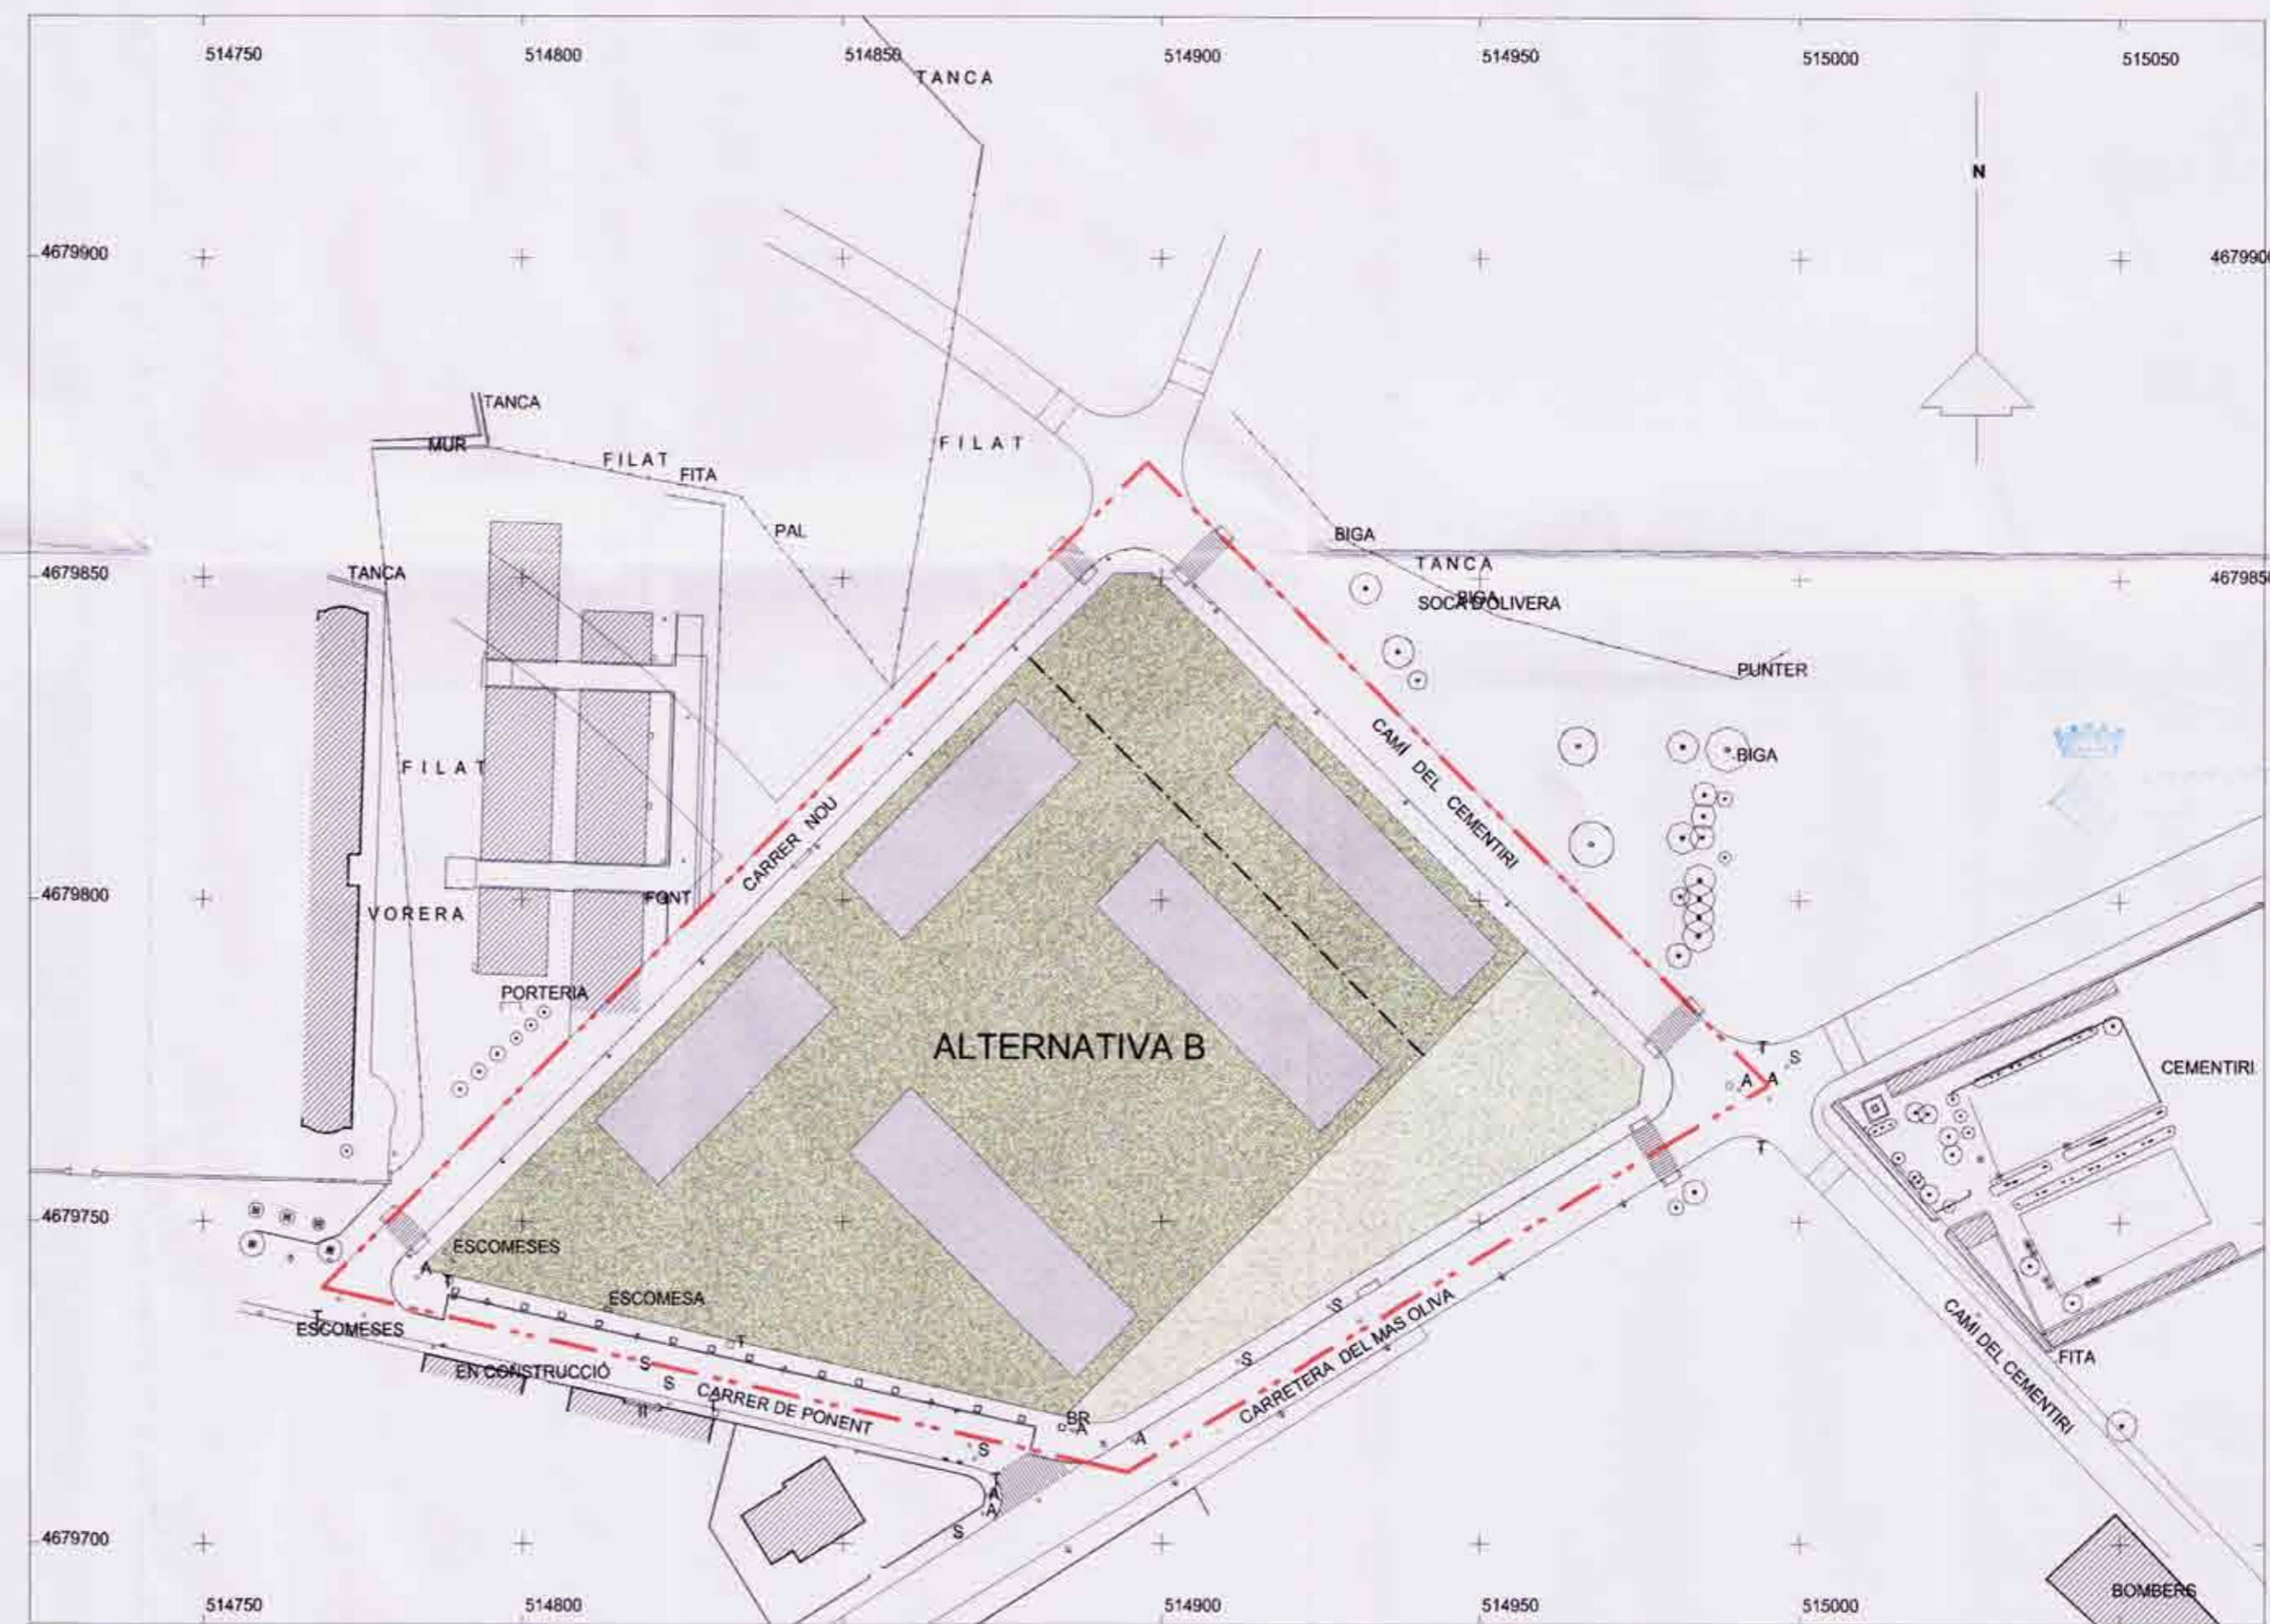 514750 514800 514850 514900 514950 515000 515050
TANCA
N
4679900 4679900
TANCA
MUR
FILAT
FILAT
FITA
PAL
BIGA
TANCA
TANCA
4679850 4679850
BIGA
SOCA D'OLIVERA
PUNTER
CAMÍ DEL CEMENTIRI
BIGA
FILAT
CARRER NOU
4679800
FONT
VORERA
PORTERIA
ALTERNATIVA B
T
S
A A
CEMENTIRI
T
4679750
ESCOMESES
A
T
ESCOMESA
S
T
ESCOMESES
T
CARRETERA DEL MAS OLIVA
CAMI DEL CEMENTIRI
FITA
EN CONSTRUCCIÓ
S
S
S
CARRER DE PONENT
BR
A
A
S
T
A
A
S
4679700
BOMBERS
514750 514800 514900 514950 515000